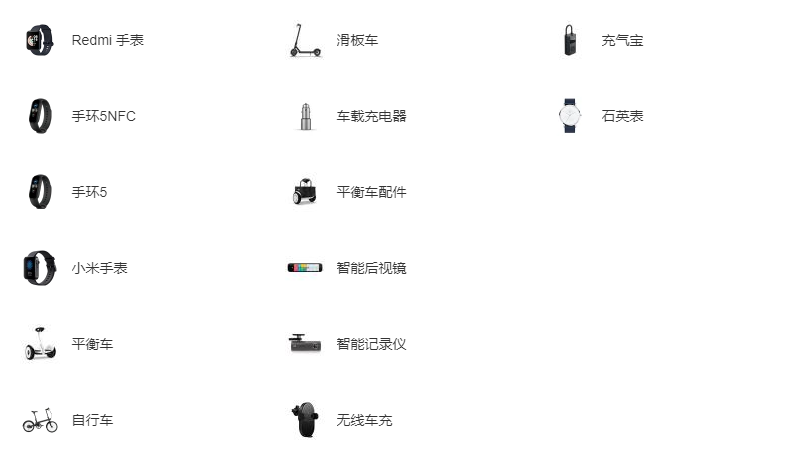 Redmi 手表
手环5NFC
手环5
小米手表
平衡车
自行车
滑板车
车载充电器
平衡车配件
智能后视镜
智能记录仪
无线车充
充气宝
石英表